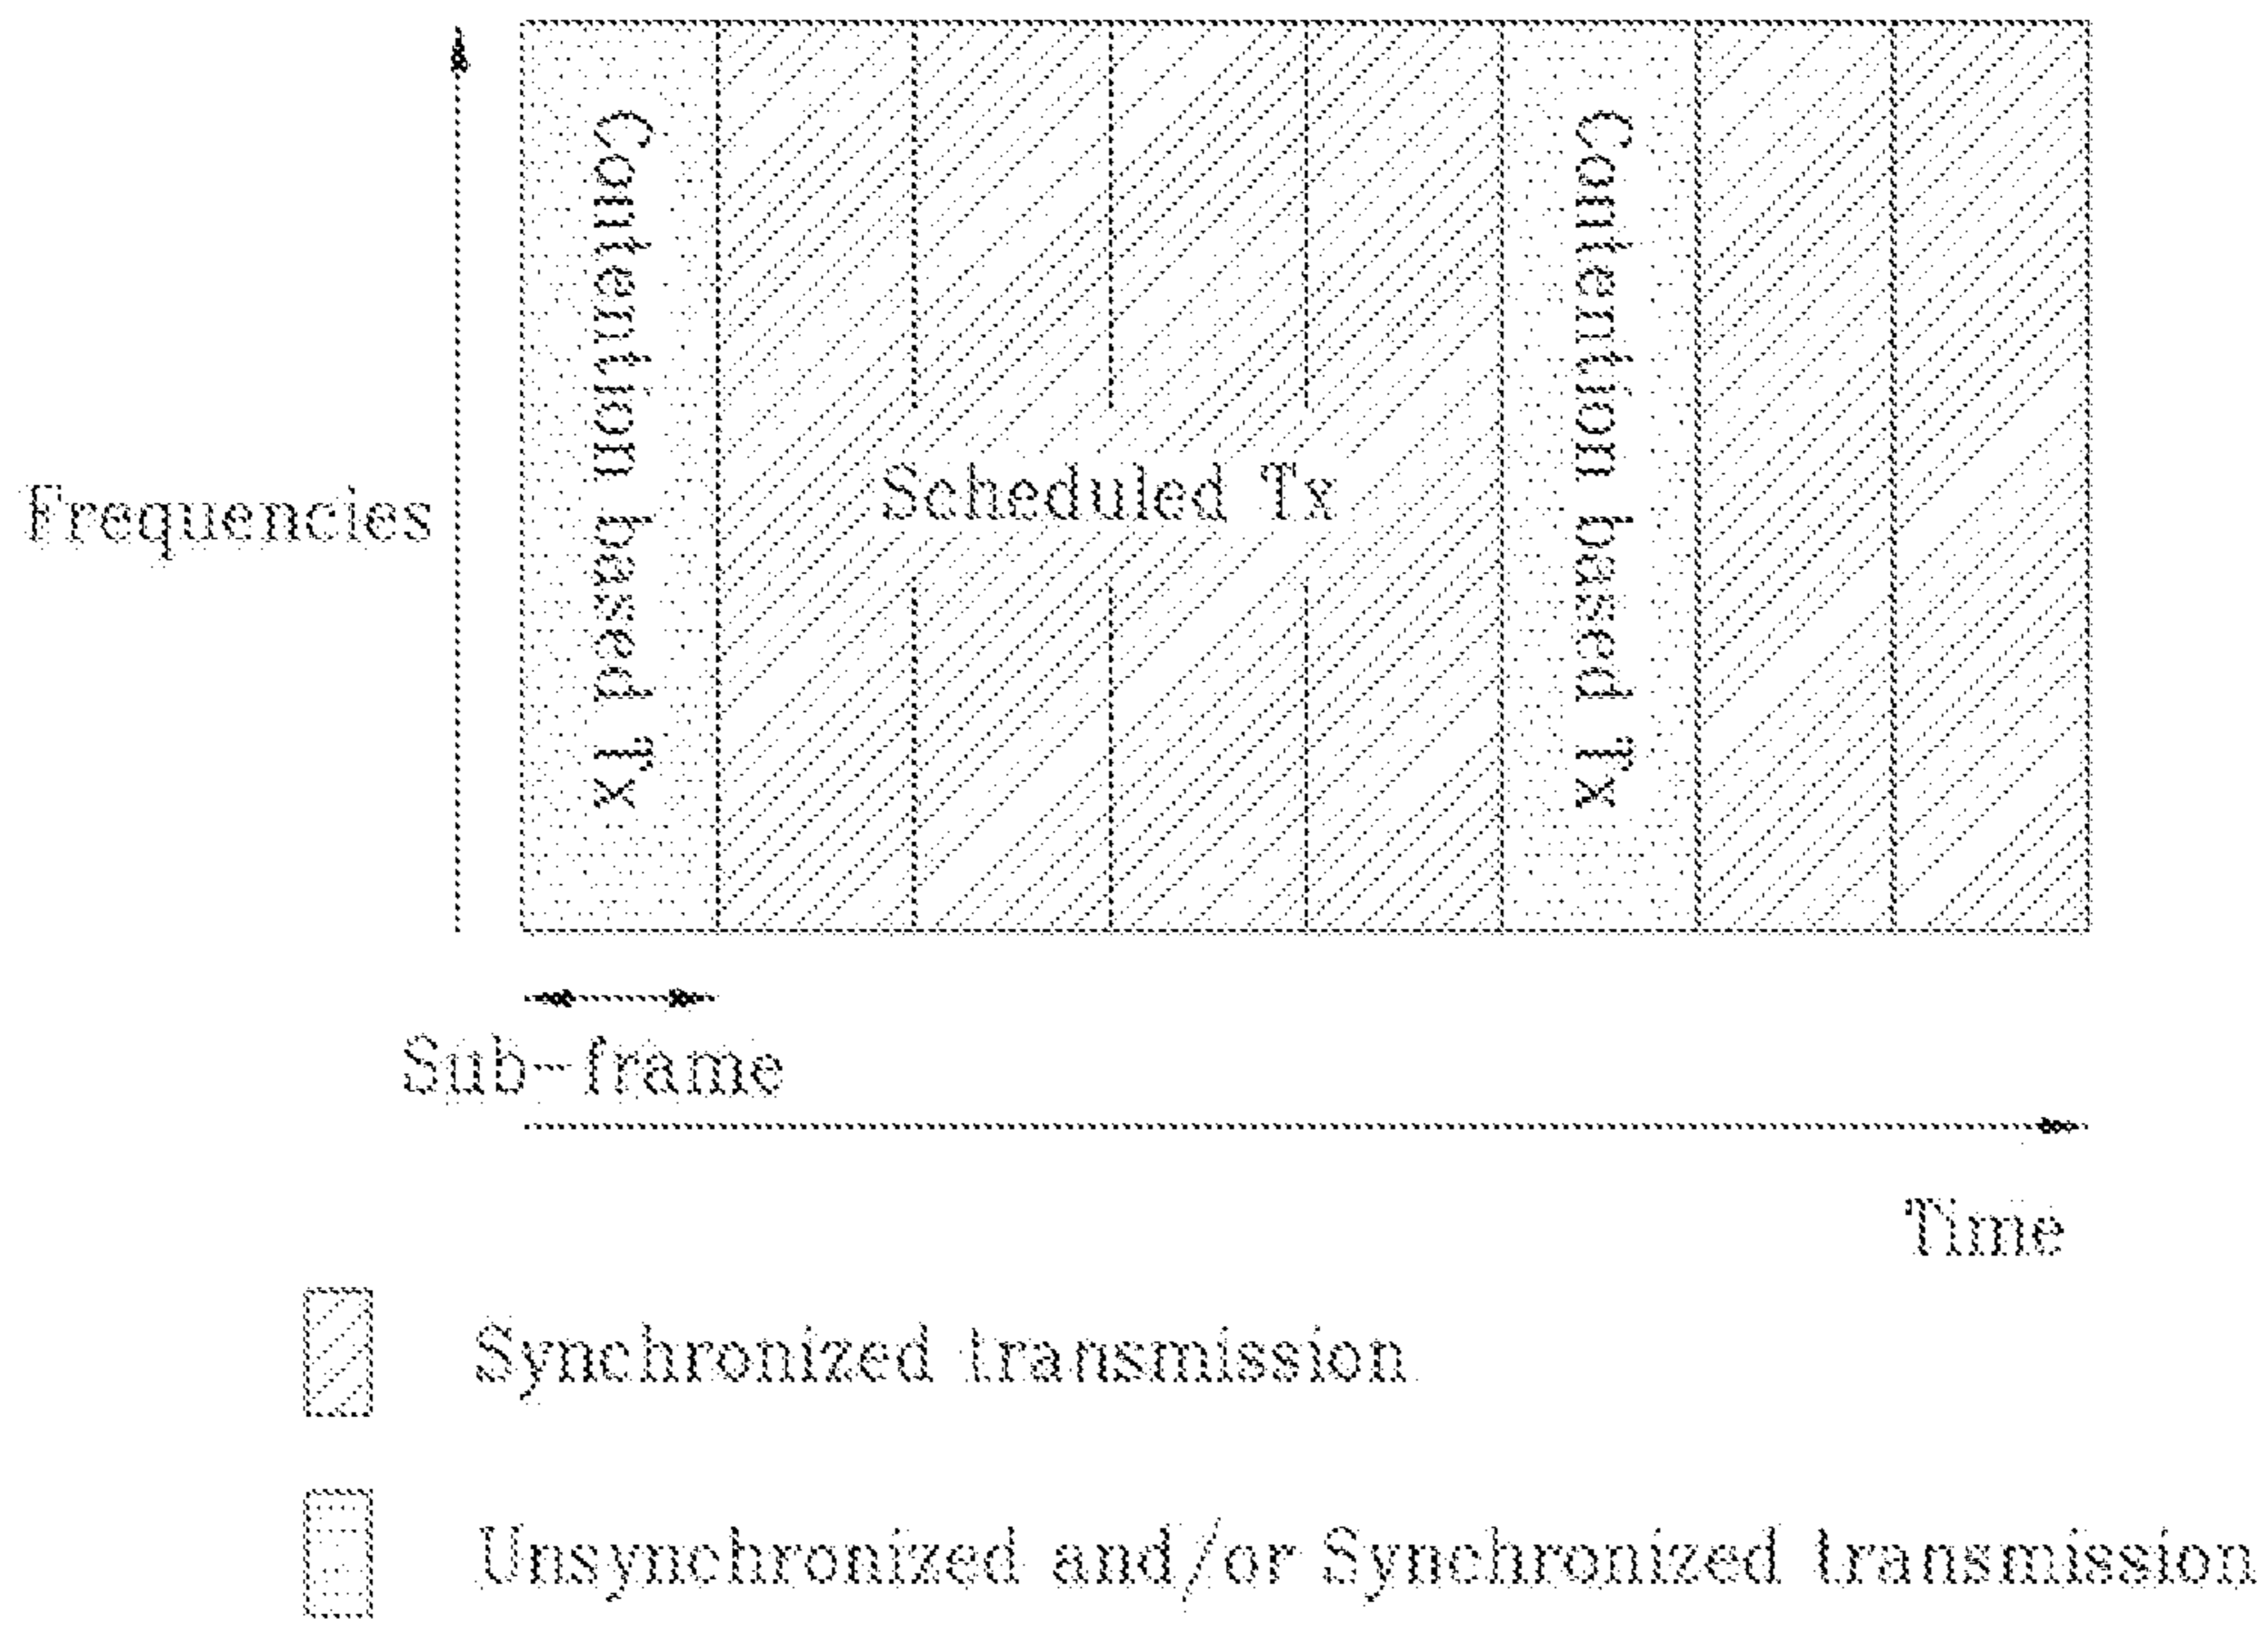 Contention based Tx
Scheduled Tx
Contention based Tx
Frequencies
Sub-frame
Time
Synchronized transmission
Unsynchronized and/or Synchronized transmission